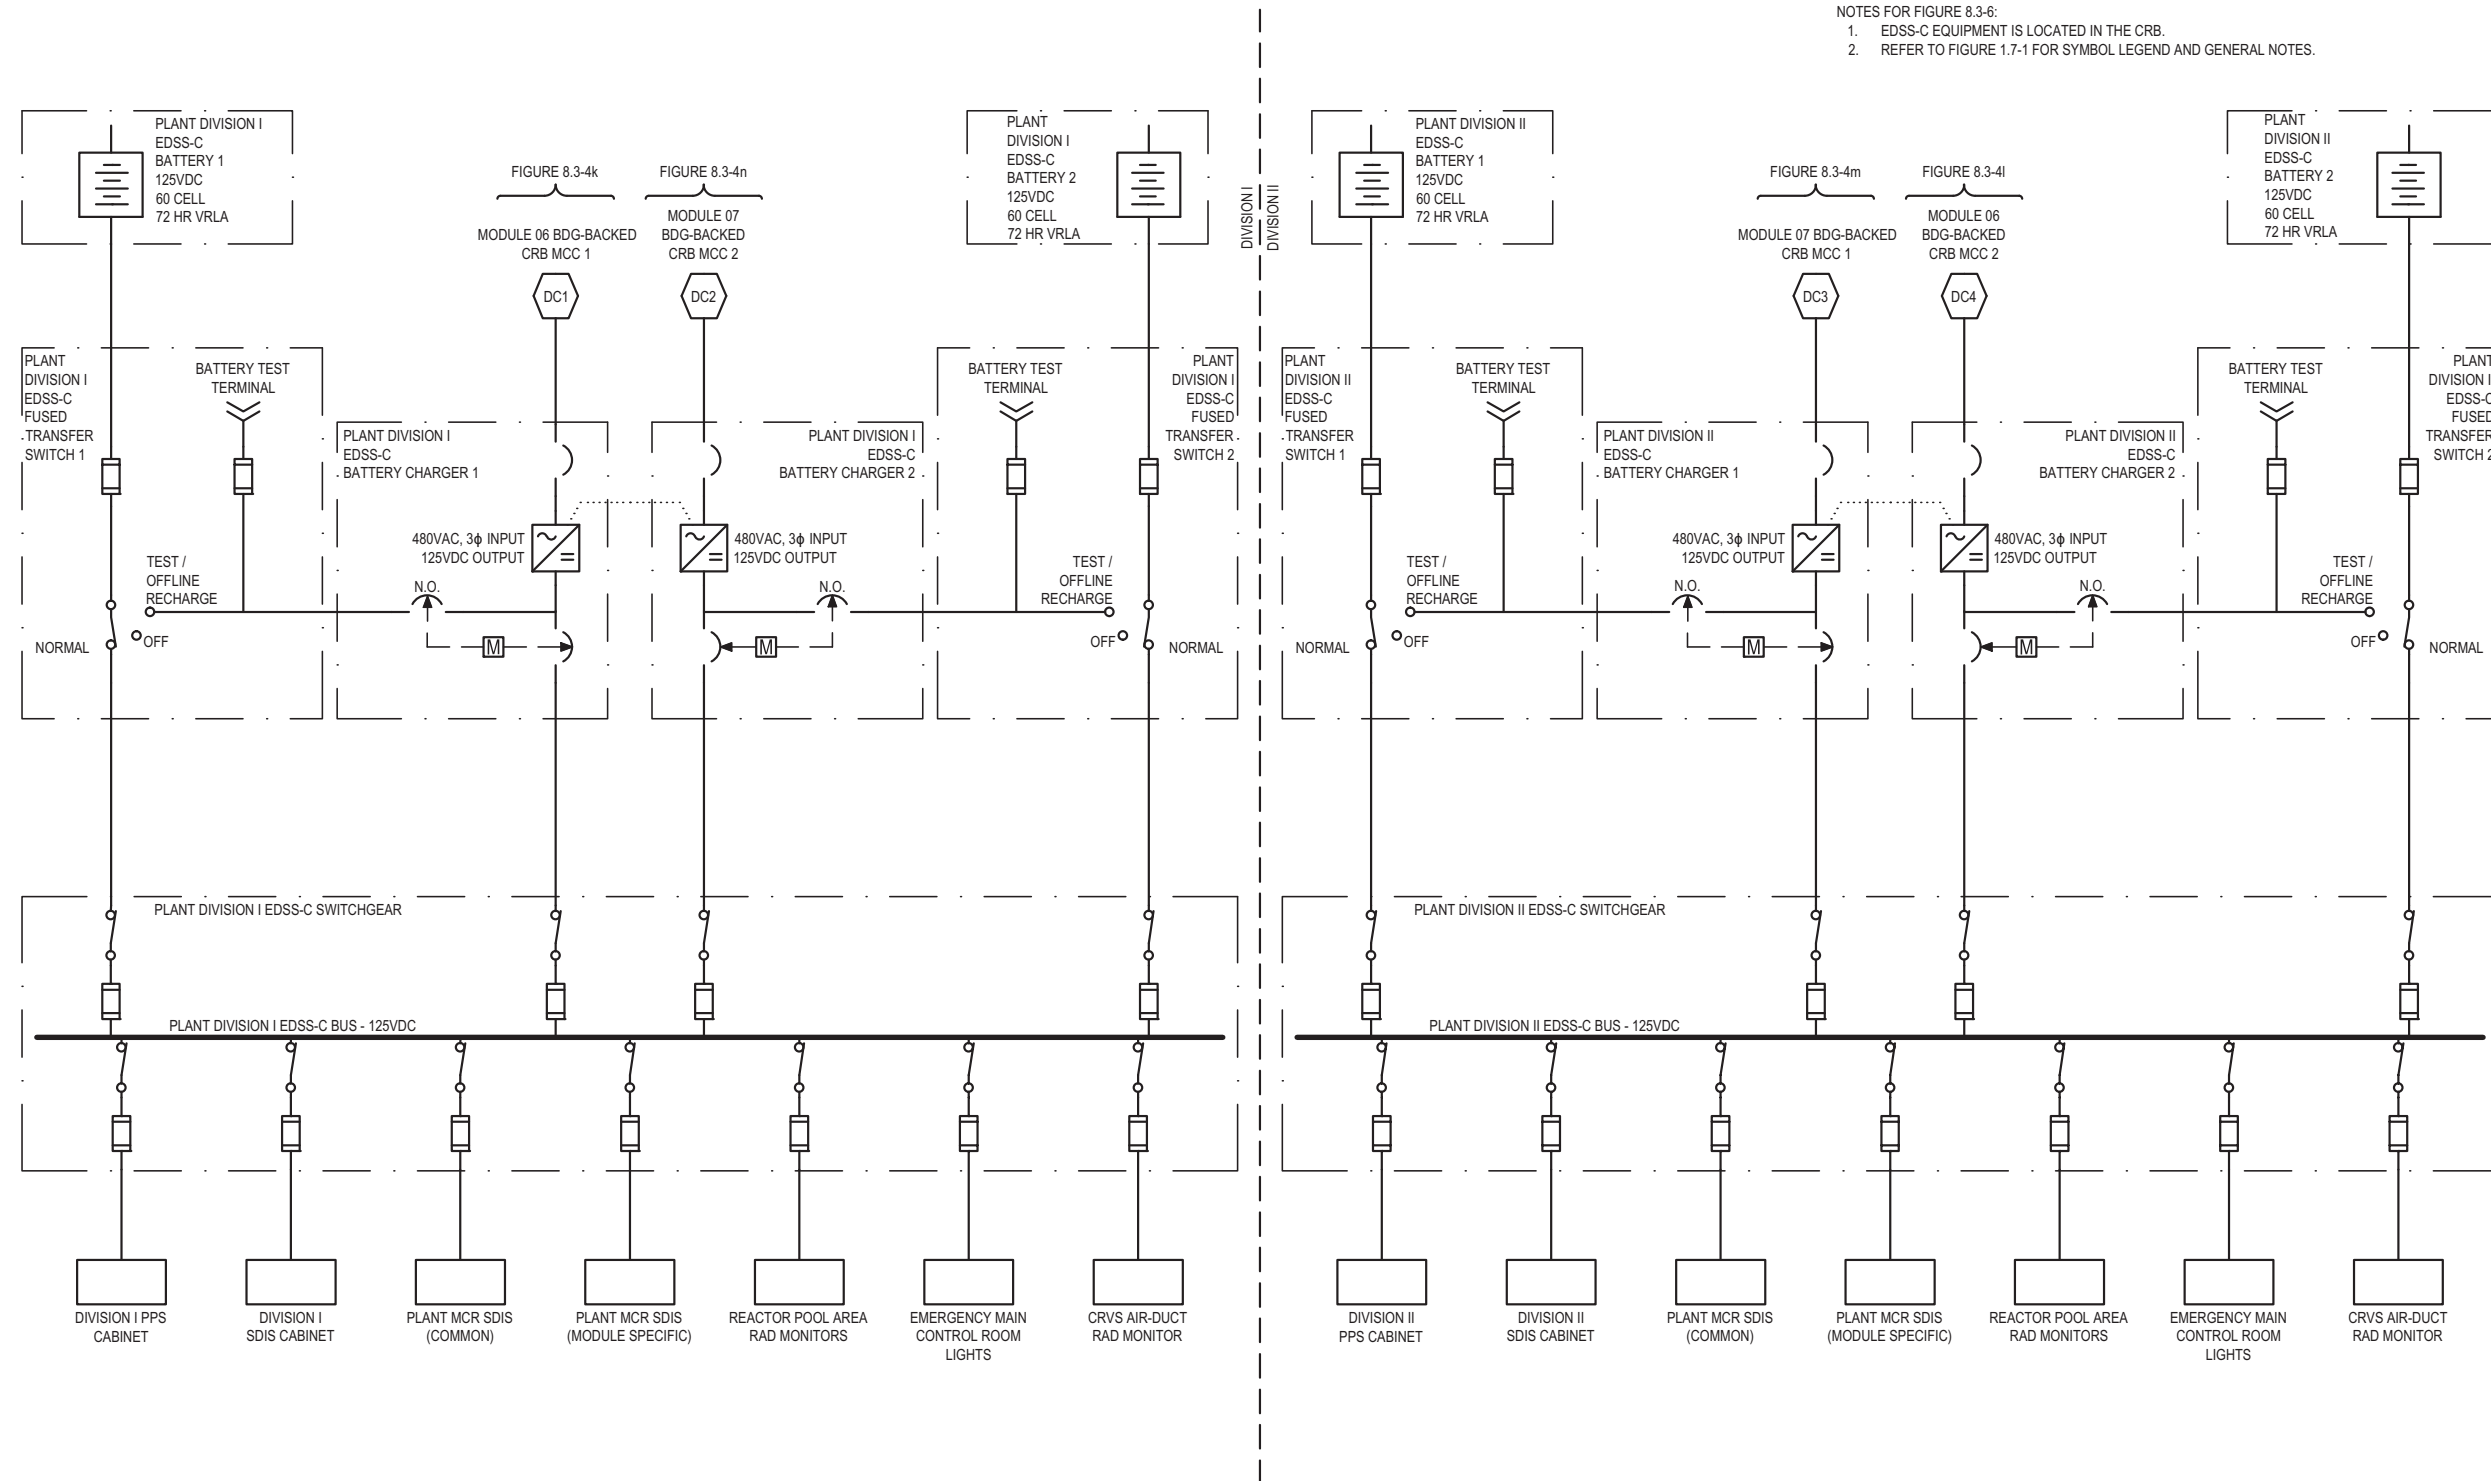 NOTES FOR FIGURE 8.3-6:
1. EDSS-C EQUIPMENT IS LOCATED IN THE CRB.
2. REFER TO FIGURE 1.7-1 FOR SYMBOL LEGEND AND GENERAL NOTES.
PLANT DIVISION I
EDSS-C
BATTERY 1
125VDC
60 CELL
72 HR VRLA
FIGURE 8.3-4k
MODULE 06 BDG-BACKED
CRB MCC 1
DC1
FIGURE 8.3-4n
MODULE 07
BDG-BACKED
CRB MCC 2
DC2
PLANT
DIVISION I
EDSS-C
BATTERY 2
125VDC
60 CELL
72 HR VRLA
DIVISION I
DIVISION II
PLANT DIVISION II
EDSS-C
BATTERY 1
125VDC
60 CELL
72 HR VRLA
FIGURE 8.3-4m
MODULE 07 BDG-BACKED
CRB MCC 1
DC3
FIGURE 8.3-4l
MODULE 06
BDG-BACKED
CRB MCC 2
DC4
PLANT
DIVISION II
EDSS-C
BATTERY 2
125VDC
60 CELL
72 HR VRLA
PLANT
DIVISION I
EDSS-C
FUSED
TRANSFER
SWITCH 1
BATTERY TEST
TERMINAL
TEST /
OFFLINE
RECHARGE
OFF
NORMAL
PLANT DIVISION I
EDSS-C
BATTERY CHARGER 1
480VAC, 3ϕ INPUT
125VDC OUTPUT
N.O.
M
PLANT DIVISION I
EDSS-C
BATTERY CHARGER 2
480VAC, 3ϕ INPUT
125VDC OUTPUT
N.O.
M
BATTERY TEST
TERMINAL
PLANT
DIVISION I
EDSS-C
FUSED
TRANSFER
SWITCH 2
TEST /
OFFLINE
RECHARGE
OFF
NORMAL
PLANT
DIVISION II
EDSS-C
FUSED
TRANSFER
SWITCH 1
BATTERY TEST
TERMINAL
TEST /
OFFLINE
RECHARGE
OFF
NORMAL
PLANT DIVISION II
EDSS-C
BATTERY CHARGER 1
480VAC, 3ϕ INPUT
125VDC OUTPUT
N.O.
M
PLANT DIVISION II
EDSS-C
BATTERY CHARGER 2
480VAC, 3ϕ INPUT
125VDC OUTPUT
N.O.
M
BATTERY TEST
TERMINAL
PLANT
DIVISION I
EDSS-C
FUSED
TRANSFER
SWITCH 2
TEST /
OFFLINE
RECHARGE
OFF
NORMAL
PLANT DIVISION I EDSS-C SWITCHGEAR
PLANT DIVISION I EDSS-C BUS - 125VDC
PLANT DIVISION II EDSS-C SWITCHGEAR
PLANT DIVISION II EDSS-C BUS - 125VDC
DIVISION I PPS
CABINET
DIVISION I
SDIS CABINET
PLANT MCR SDIS
(COMMON)
PLANT MCR SDIS
(MODULE SPECIFIC)
REACTOR POOL AREA
RAD MONITORS
EMERGENCY MAIN
CONTROL ROOM
LIGHTS
CRVS AIR-DUCT
RAD MONITOR
DIVISION II
PPS CABINET
DIVISION II
SDIS CABINET
PLANT MCR SDIS
(COMMON)
PLANT MCR SDIS
(MODULE SPECIFIC)
REACTOR POOL AREA
RAD MONITORS
EMERGENCY MAIN
CONTROL ROOM
LIGHTS
CRVS AIR-DUCT
RAD MONITOR